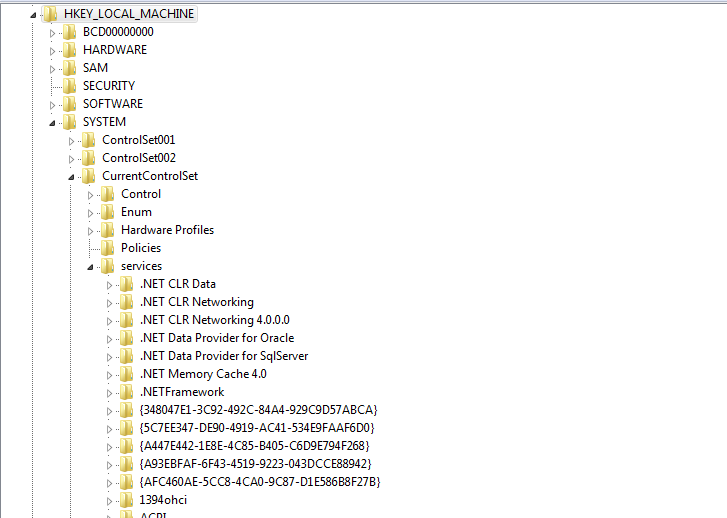 HKEY_LOCAL_MACHINE
BCD00000000
HARDWARE
SAM
SECURITY
SOFTWARE
SYSTEM
ControlSet001
ControlSet002
CurrentControlSet
Control
Enum
Hardware Profiles
Policies
services
.NET CLR Data
.NET CLR Networking
.NET CLR Networking 4.0.0.0
.NET Data Provider for Oracle
.NET Data Provider for SqlServer
.NET Memory Cache 4.0
.NETFramework
{348047E1-3C92-492C-84A4-929C9D57ABCA}
{5C7EE347-DE90-4919-AC41-534E9FAAF6D0}
{A447E442-1E8E-4C85-B405-C6D9E794F268}
{A93EBFAF-6F43-4519-9223-043DCCE88942}
{AFC460AE-5CC8-4CA0-9C87-D1E586B8F27B}
1394ohci
ACPI